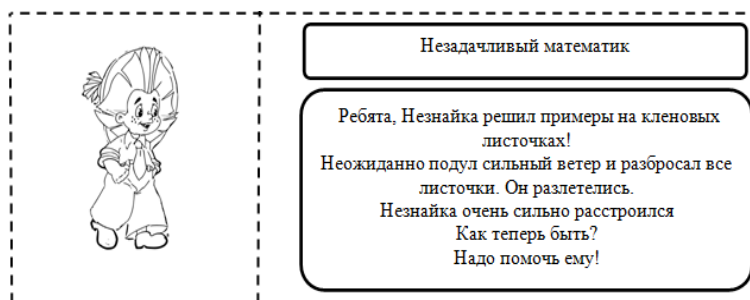 Незадачливый математик
Ребята, Незнайка решил примеры на кленовых
листочках!
Неожиданно подул сильный ветер и разбросал все
листочки. Он разлетелись.
Незнайка очень сильно расстроился
Как теперь быть?
Надо помочь ему!